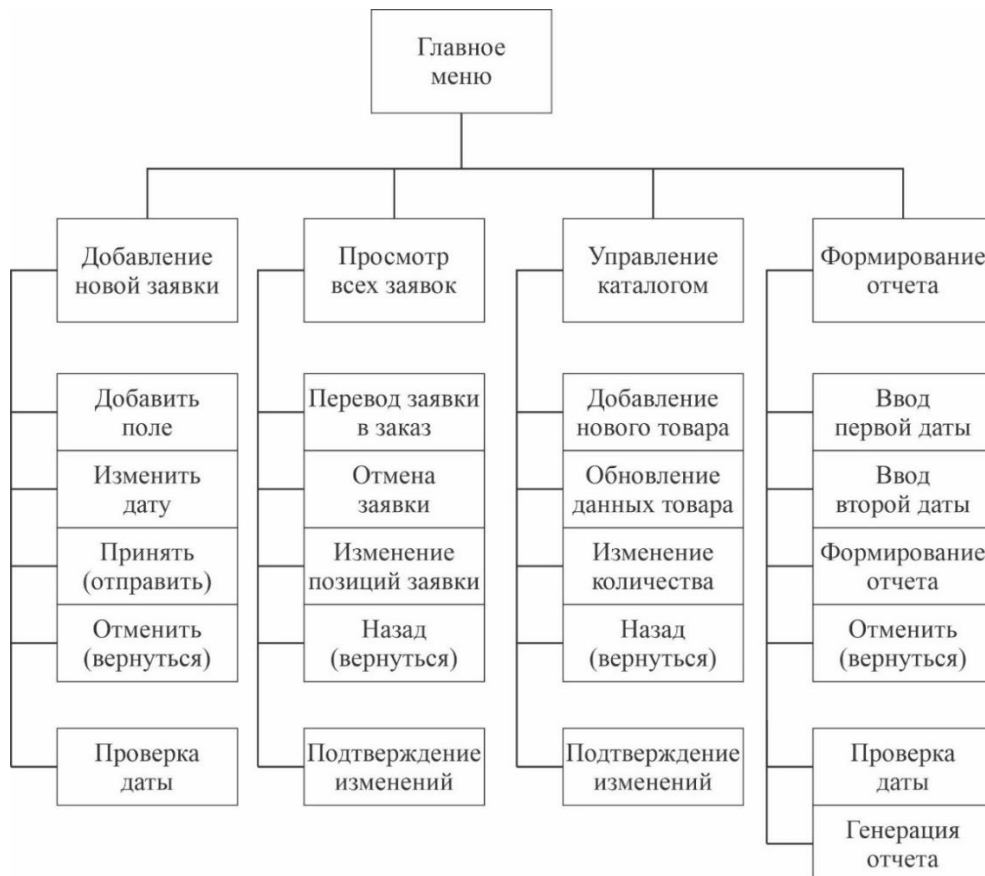 Главное
меню
Добавление
новой заявки
Просмотр
всех заявок
Управление
каталогом
Формирование
отчета
Добавить
поле
Изменить
дату
Принять
(отправить)
Отменить
(вернуться)
Проверка
даты
Перевод заявки
в заказ
Отмена
заявки
Изменение
позиций заявки
Назад
(вернуться)
Подтверждение
изменений
Добавление
нового товара
Обновление
данных товара
Изменение
количества
Назад
(вернуться)
Подтверждение
изменений
Ввод
первой даты
Ввод
второй даты
Формирование
отчета
Отменить
(вернуться)
Проверка
даты
Генерация
отчета